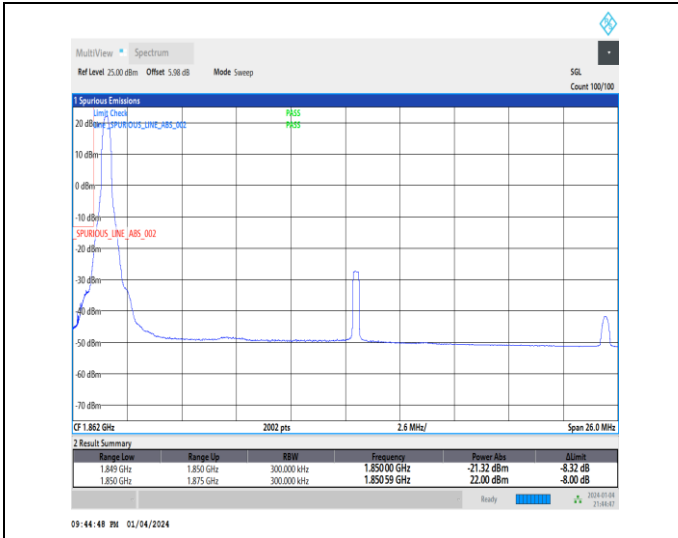 MultiView Spectrum
Ref Level 25.00 dBm Offset 5.98 dB Mode Sweep SGL
Count 100/100
1 Spurious Emissions
Limit Check PASS
20 dBm Line _SPURIOUS_LINE_ABS_002 PASS
10 dBm
0 dBm
-10 dBm
_SPURIOUS_LINE_ABS_002
-20 dBm
-30 dBm
-40 dBm
-50 dBm
-60 dBm
-70 dBm
CF 1.862 GHz 2002 pts 2.6 MHz/ Span 26.0 MHz
2 Result Summary
Range Low Range Up RBW Frequency Power Abs ΔLimit
1.849 GHz 1.850 GHz 300.000 kHz 1.85000 GHz -21.32 dBm -8.32 dB
1.850 GHz 1.875 GHz 300.000 kHz 1.85059 GHz 22.00 dBm -8.00 dB
Ready 2024-01-04
21:44:47
09:44:48 PM 01/04/2024